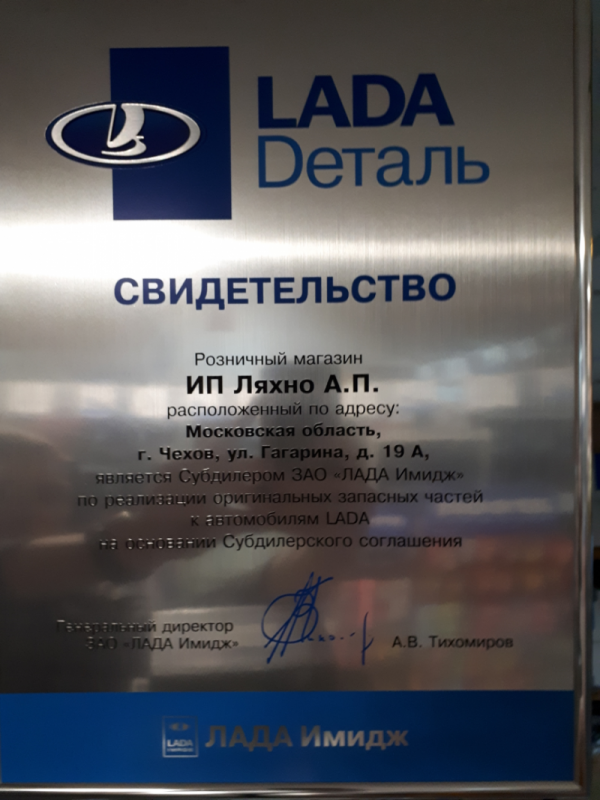 LADA
Dеталь
СВИДЕТЕЛЬСТВО
Розничный магазин
ИП Ляхно А.П.
расположенный по адресу:
Московская область,
г. Чехов, ул. Гагарина, д. 19 А,
является Субдилером ЗАО «ЛАДА Имидж»
по реализации оригинальных запасных частей
к автомобилям LADA
на основании Субдилерского соглашения
Генеральный директор
ЗАО «ЛАДА Имидж»
А.В. Тихомиров
LADA
ЛАДА Имидж